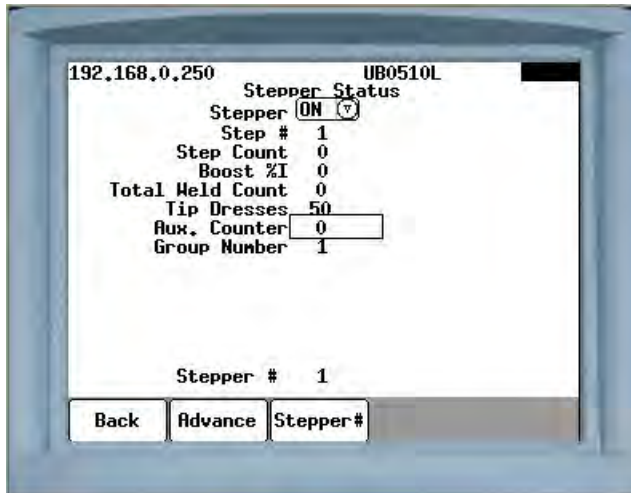 192.168.0.250 UB0510L
Stepper Status
Stepper ON
Step # 1
Step Count 0
Boost %I 0
Total Weld Count 0
Tip Dresses 50
Aux. Counter 0
Group Number 1
Stepper # 1
Back Advance Stepper#